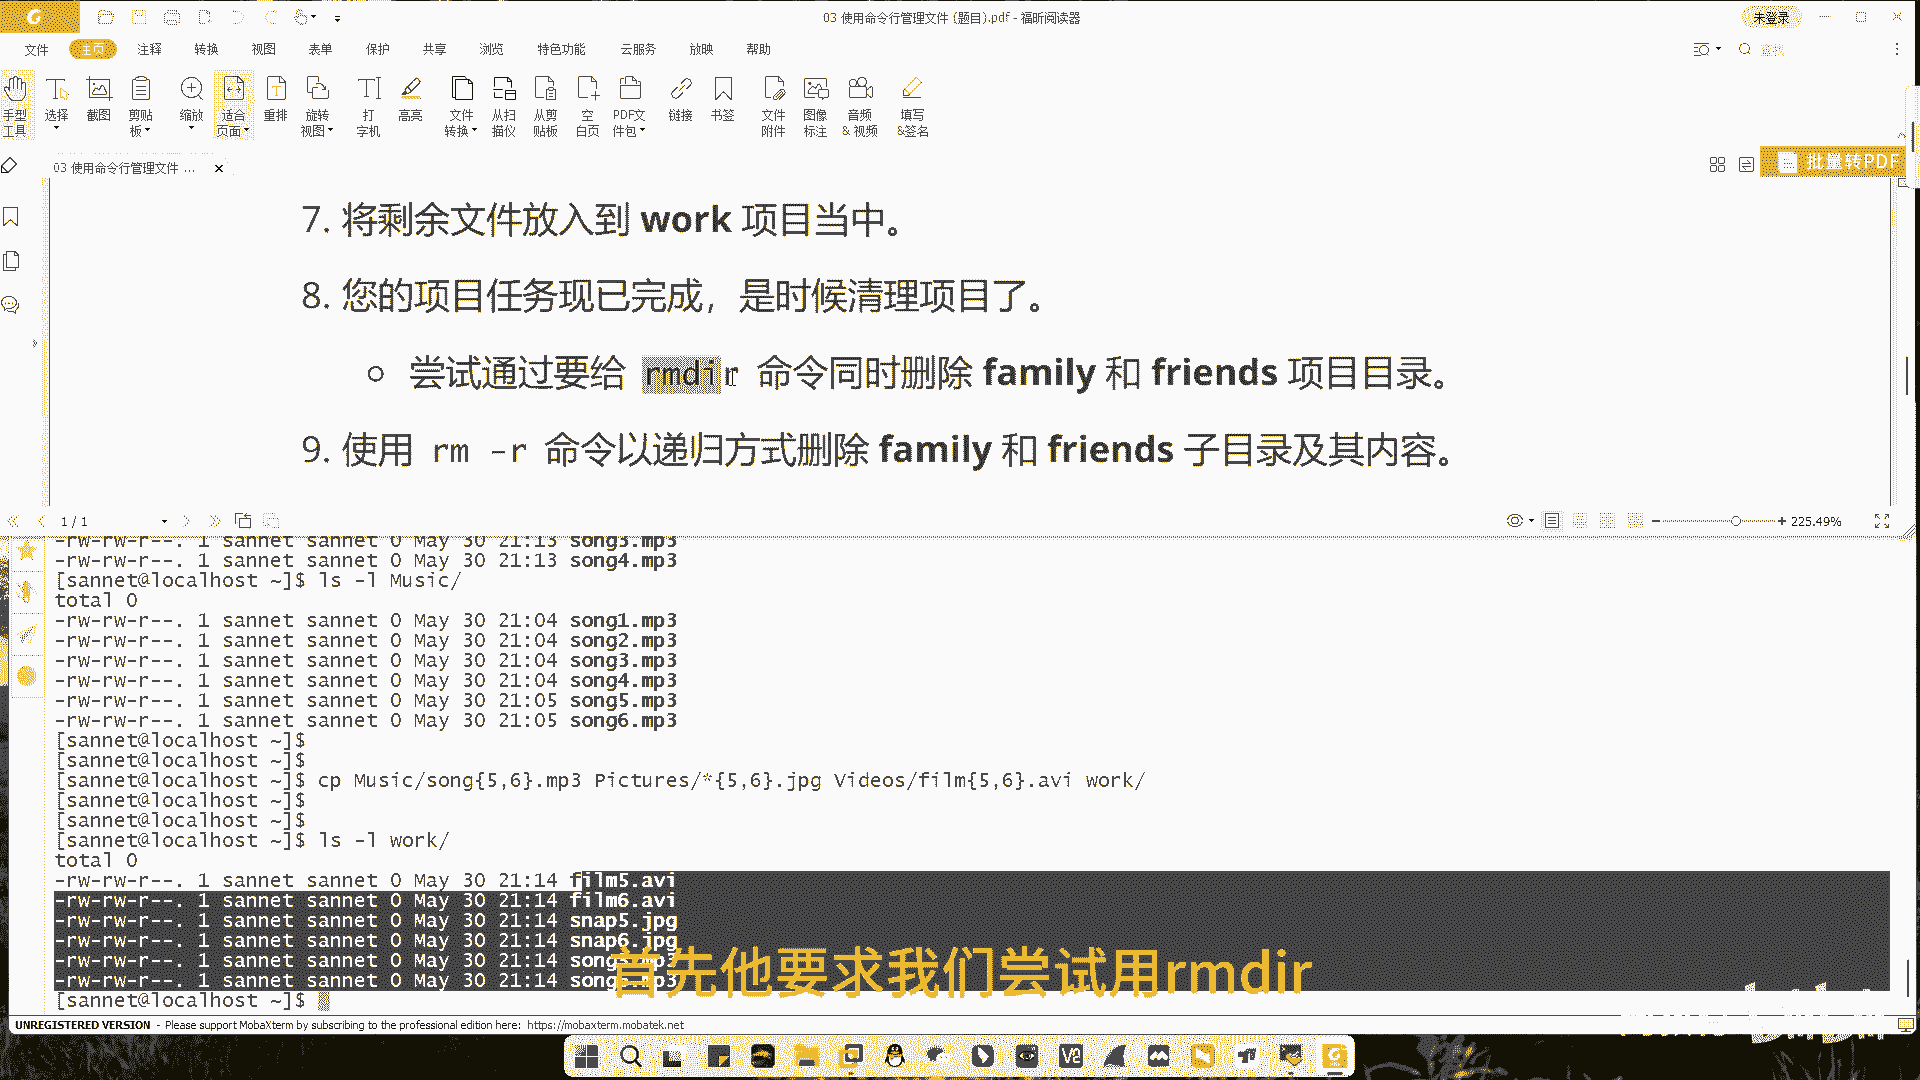 03 使用命令行管理文件 (题目).pdf - 福昕阅读器
未登录
文件 主页 注释 转换 视图 表单 保护 共享 浏览 特色功能 云服务 放映 帮助
查找
手型工具 选择 截图 剪贴板 缩放 适合页面 重排 旋转视图 打字机 高亮 文件转换 从扫描仪 从剪贴板 空白页 PDF文件包 链接 书签 文件附件 图像标注 音频&视频 填写&签名
03 使用命令行管理文件 ...
批量转PDF
7. 将剩余文件放入到 work 项目当中。
8. 您的项目任务现已完成，是时候清理项目了。
尝试通过要给 rmdir 命令同时删除 family 和 friends 项目目录。
9. 使用 rm -r 命令以递归方式删除 family 和 friends 子目录及其内容。
1 / 1
225.49%
-rw-rw-r--. 1 sannet sannet 0 May 30 21:13 song3.mp3
-rw-rw-r--. 1 sannet sannet 0 May 30 21:13 song4.mp3
[sannet@localhost ~]$ ls -l Music/
total 0
-rw-rw-r--. 1 sannet sannet 0 May 30 21:04 song1.mp3
-rw-rw-r--. 1 sannet sannet 0 May 30 21:04 song2.mp3
-rw-rw-r--. 1 sannet sannet 0 May 30 21:04 song3.mp3
-rw-rw-r--. 1 sannet sannet 0 May 30 21:04 song4.mp3
-rw-rw-r--. 1 sannet sannet 0 May 30 21:05 song5.mp3
-rw-rw-r--. 1 sannet sannet 0 May 30 21:05 song6.mp3
[sannet@localhost ~]$
[sannet@localhost ~]$
[sannet@localhost ~]$ cp Music/song{5,6}.mp3 Pictures/*{5,6}.jpg Videos/film{5,6}.avi work/
[sannet@localhost ~]$
[sannet@localhost ~]$
[sannet@localhost ~]$ ls -l work/
total 0
-rw-rw-r--. 1 sannet sannet 0 May 30 21:14 film5.avi
-rw-rw-r--. 1 sannet sannet 0 May 30 21:14 film6.avi
-rw-rw-r--. 1 sannet sannet 0 May 30 21:14 snap5.jpg
-rw-rw-r--. 1 sannet sannet 0 May 30 21:14 snap6.jpg
-rw-rw-r--. 1 sannet sannet 0 May 30 21:14
-rw-rw-r--. 1 sannet sannet 0 May 30 21:14
[sannet@localhost ~]$
首先他要求我们尝试用rmdir
UNREGISTERED VERSION - Please support MobaXterm by subscribing to the professional edition here: https://mobaxterm.mobatek.net